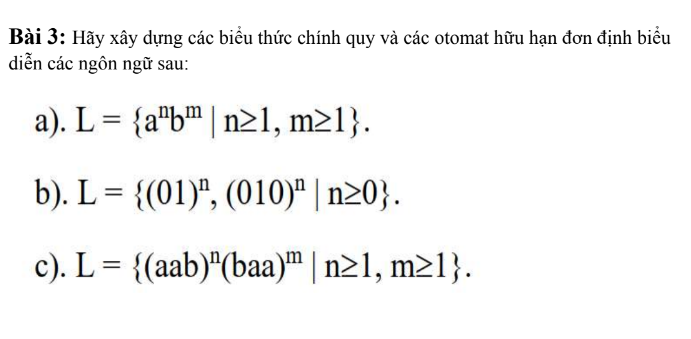 Bài 3: Hãy xây dựng các biểu thức chính quy và các otomat hữu hạn đơn định biểu
diễn các ngôn ngữ sau:
a). L = {aⁿbᵐ | n≥1, m≥1}.
b). L = {(01)ⁿ, (010)ⁿ | n≥0}.
c). L = {(aab)ⁿ(baa)ᵐ | n≥1, m≥1}.